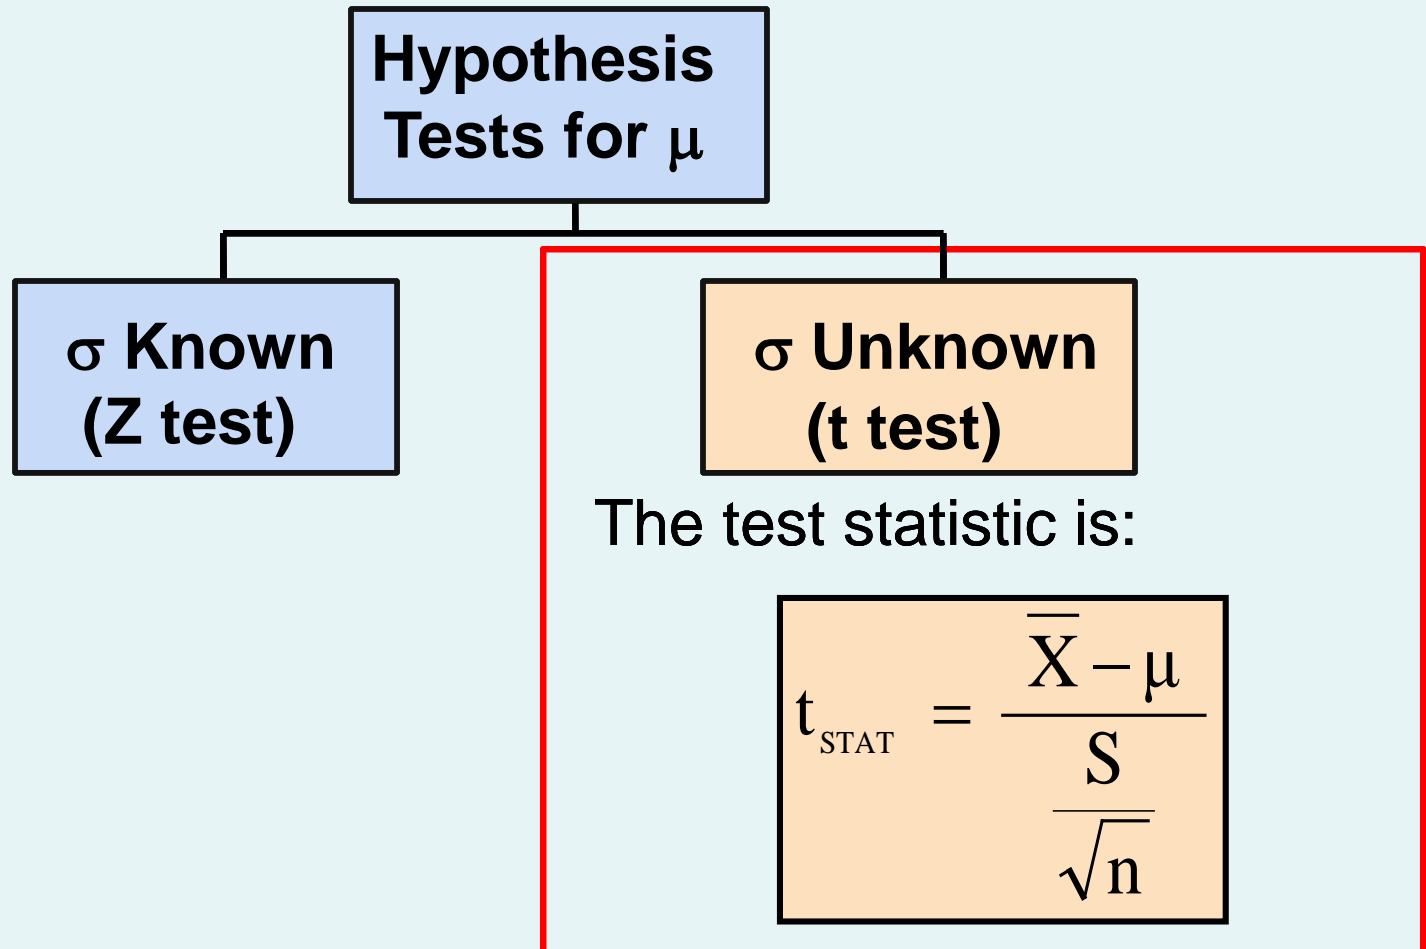 Hypothesis
Tests for μ
σ Known
(Z test)
σ Unknown
(t test)
The test statistic is:
t_STAT = (X̅ − μ) / (S / √n)